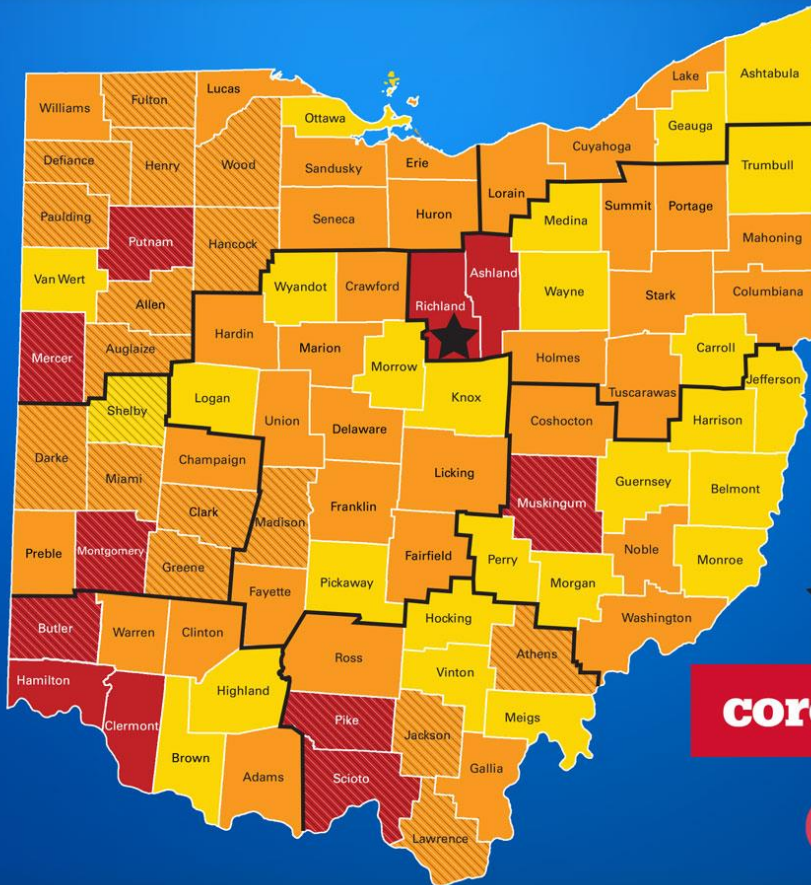 Ashtabula
Lake
Geauga
Williams
Fulton
Lucas
Ottawa
Cuyahoga
Trumbull
Defiance
Henry
Wood
Sandusky
Erie
Lorain
Medina
Summit
Portage
Paulding
Putnam
Hancock
Seneca
Huron
Mahoning
Van Wert
Allen
Wyandot
Crawford
Richland
Ashland
Wayne
Stark
Columbiana
Mercer
Auglaize
Hardin
Marion
Morrow
Holmes
Tuscarawas
Carroll
Jefferson
Shelby
Logan
Union
Delaware
Knox
Coshocton
Harrison
Darke
Miami
Champaign
Clark
Madison
Franklin
Licking
Muskingum
Guernsey
Belmont
Preble
Montgomery
Greene
Fayette
Pickaway
Fairfield
Perry
Morgan
Noble
Monroe
Butler
Warren
Clinton
Ross
Hocking
Athens
Washington
Hamilton
Clermont
Highland
Pike
Vinton
Meigs
Brown
Adams
Scioto
Jackson
Gallia
Lawrence
cor